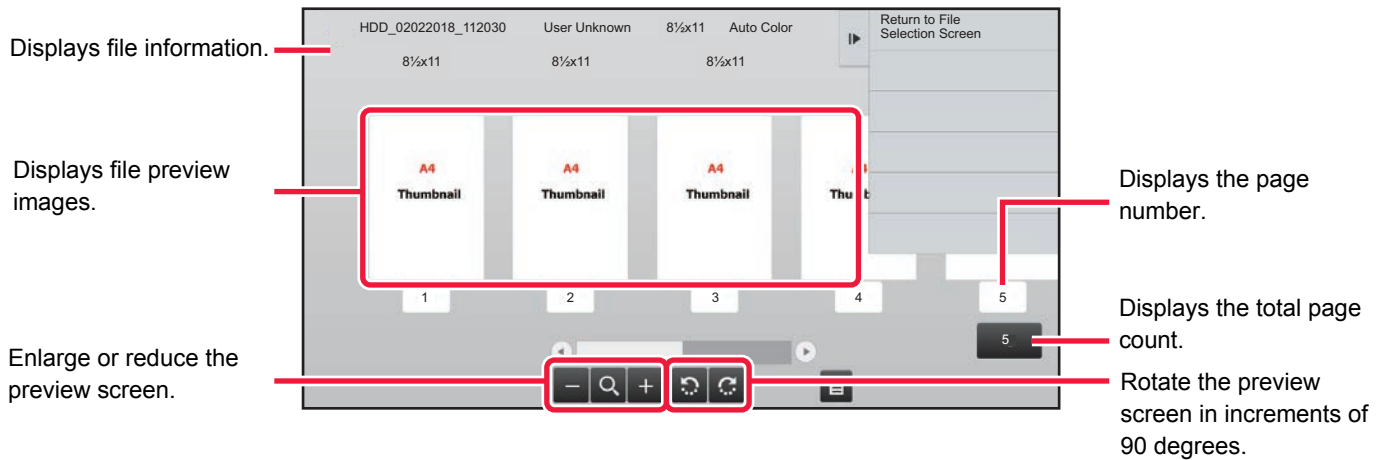 Displays file information.
HDD_02022018_112030 User Unknown 8½x11 Auto Color
Return to File
Selection Screen
8½x11 8½x11 8½x11
Displays file preview
images.
A4 A4 A4
Thumbnail Thumbnail Thumbnail
Displays the page
number.
1 2 3 4 5
Displays the total page
count.
5
Enlarge or reduce the
preview screen.
Rotate the preview
screen in increments of
90 degrees.